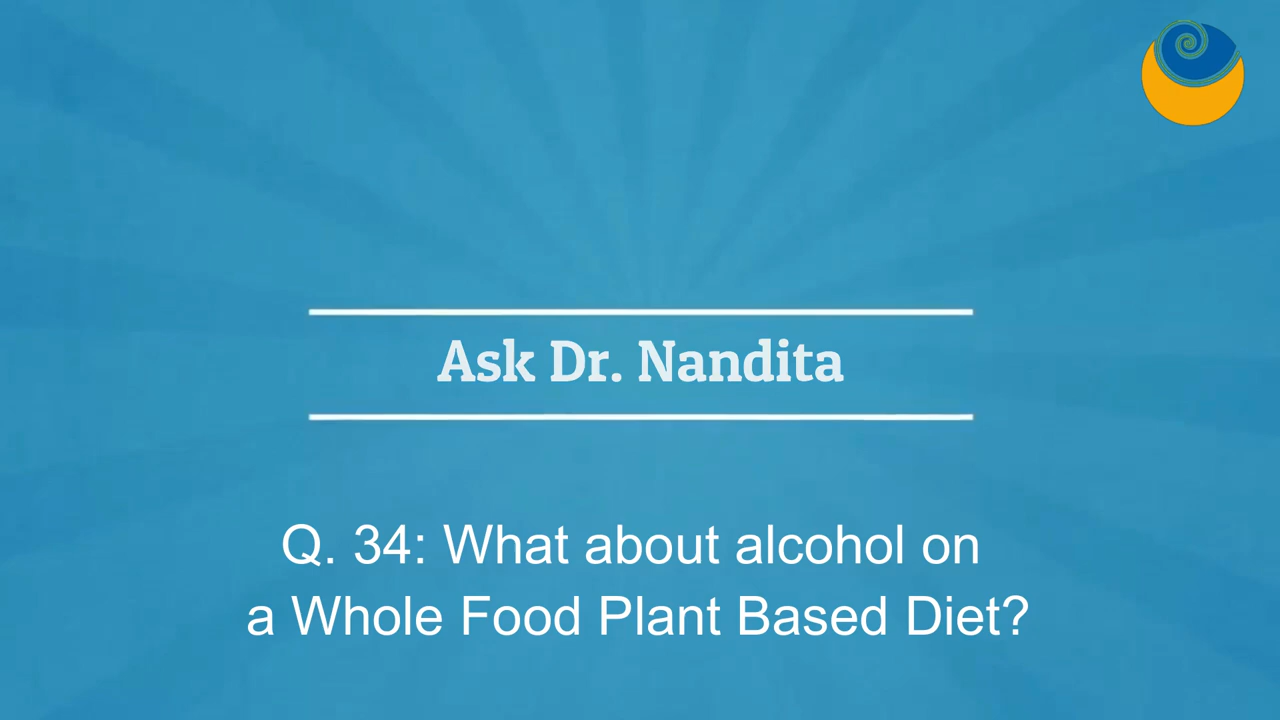 Ask Dr. Nandita
Q. 34: What about alcohol on
a Whole Food Plant Based Diet?